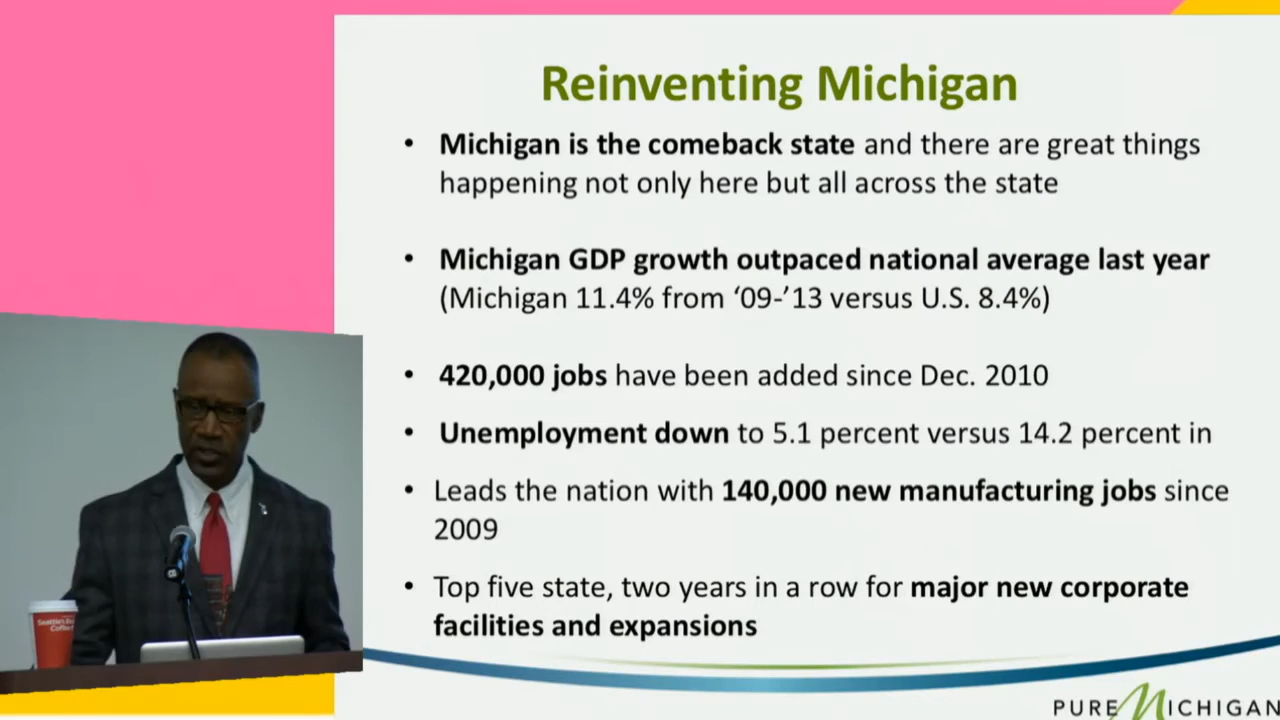 Reinventing Michigan
• Michigan is the comeback state and there are great things
happening not only here but all across the state
• Michigan GDP growth outpaced national average last year
(Michigan 11.4% from ‘09-’13 versus U.S. 8.4%)
• 420,000 jobs have been added since Dec. 2010
• Unemployment down to 5.1 percent versus 14.2 percent in
• Leads the nation with 140,000 new manufacturing jobs since
2009
• Top five state, two years in a row for major new corporate
facilities and expansions
Seattle's
Coffee
PURE MICHIGAN